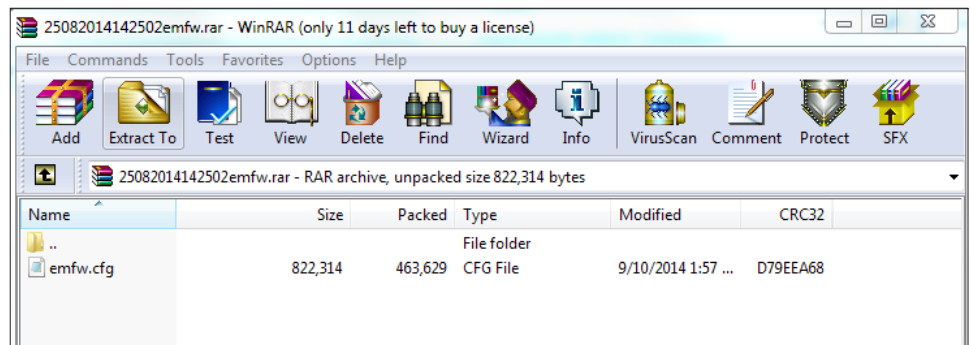 25082014142502emfw.rar - WinRAR (only 11 days left to buy a license)
File Commands Tools Favorites Options Help
Add Extract To Test View Delete Find Wizard Info VirusScan Comment Protect SFX
25082014142502emfw.rar - RAR archive, unpacked size 822,314 bytes
Name Size Packed Type Modified CRC32
.. File folder
emfw.cfg 822,314 463,629 CFG File 9/10/2014 1:57 ... D79EEA68